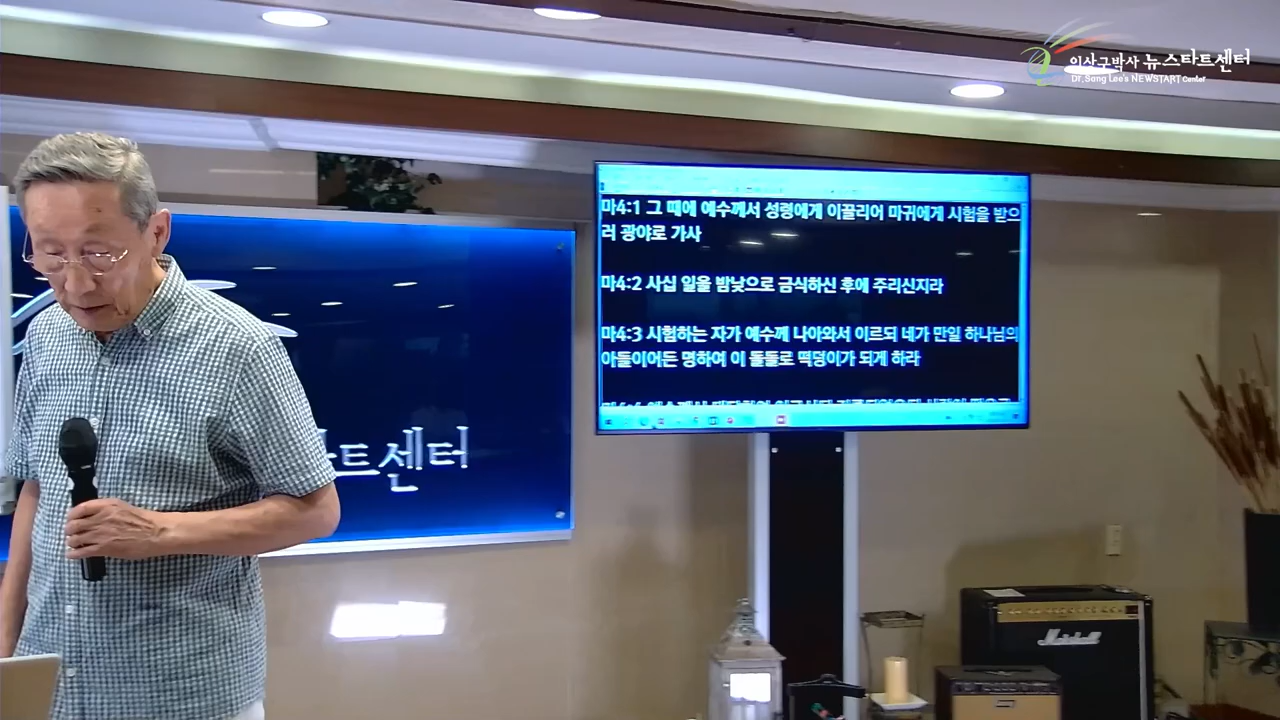 이상구박사 뉴스타트센터
Dr. Sang Lee's NEWSTART Center
마4:1 그 때에 예수께서 성령에게 이끌리어 마귀에게 시험을 받으
러 광야로 가사
마4:2 사십 일을 밤낮으로 금식하신 후에 주리신지라
마4:3 시험하는 자가 예수께 나아와서 이르되 네가 만일 하나님의
아들이어든 명하여 이 돌들로 떡덩이가 되게 하라
트센터
Marshall